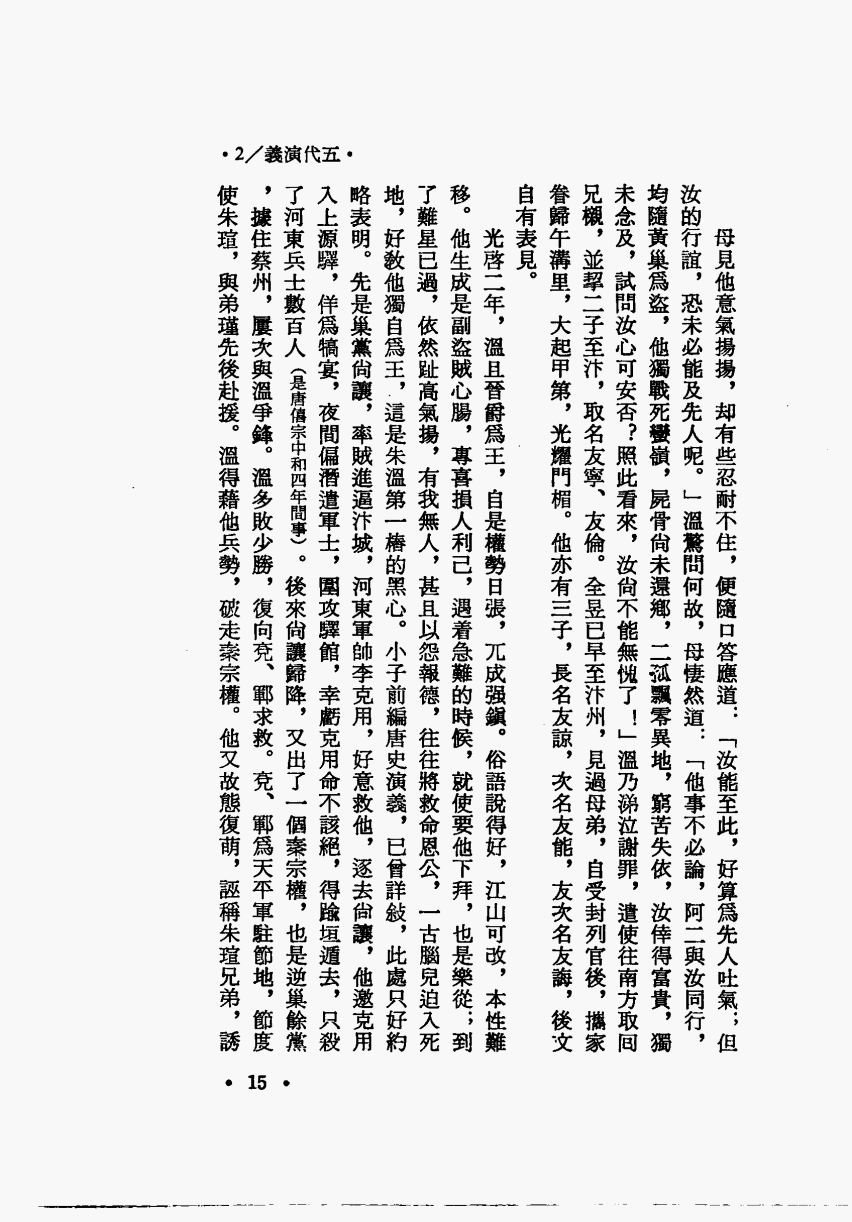 •2╱義演代五•
母見他意氣揚揚，却有些忍耐不住，便隨口答應道：「汝能至此，好算爲先人吐氣；但
汝的行誼，恐未必能及先人呢。」溫驚問何故，母悽然道：「他事不必論，阿二與汝同行，
均隨黃巢爲盜，他獨戰死蠻嶺，屍骨尙未還鄉，二孤飄零異地，窮苦失依，汝倖得富貴，獨
未念及，試問汝心可安否？照此看來，汝尙不能無愧了！」溫乃涕泣謝罪，遣使往南方取囘
兄櫬，並挈二子至汴，取名友寧、友倫。全昱已早至汴州，見過母弟，自受封列官後，攜家
眷歸午溝里，大起甲第，光耀門楣。他亦有三子，長名友諒，次名友能，友次名友誨，後文
自有表見。
光啓二年，溫且晉爵爲王，自是權勢日張，兀成强鎭。俗語說得好，江山可改，本性難
移。他生成是副盜賊心腸，專喜損人利己，遇着急難的時候，就使要他下拜，也是樂從；到
了難星已過，依然趾高氣揚，有我無人，甚且以怨報德，往往將救命恩公，一古腦兒迫入死
地，好敎他獨自爲王，這是朱溫第一樁的黑心。小子前編唐史演義，已曾詳敍，此處只好約
略表明。先是巢黨尙讓，率賊進逼汴城，河東軍帥李克用，好意救他，逐去尙讓，他邀克用
入上源驛，佯爲犒宴，夜間偏潛遣軍士，圍攻驛館，幸虧克用命不該絕，得踰垣遁去，只殺
了河東兵士數百人（是唐僖宗中和四年間事）。後來尙讓歸降，又出了一個秦宗權，也是逆巢餘黨
，據住蔡州，屢次與溫爭鋒。溫多敗少勝，復向兗、鄆求救。兗、鄆爲天平軍駐節地，節度
使朱瑄，與弟瑾先後赴援。溫得藉他兵勢，破走秦宗權。他又故態復萌，誣稱朱瑄兄弟，誘
• 15 •